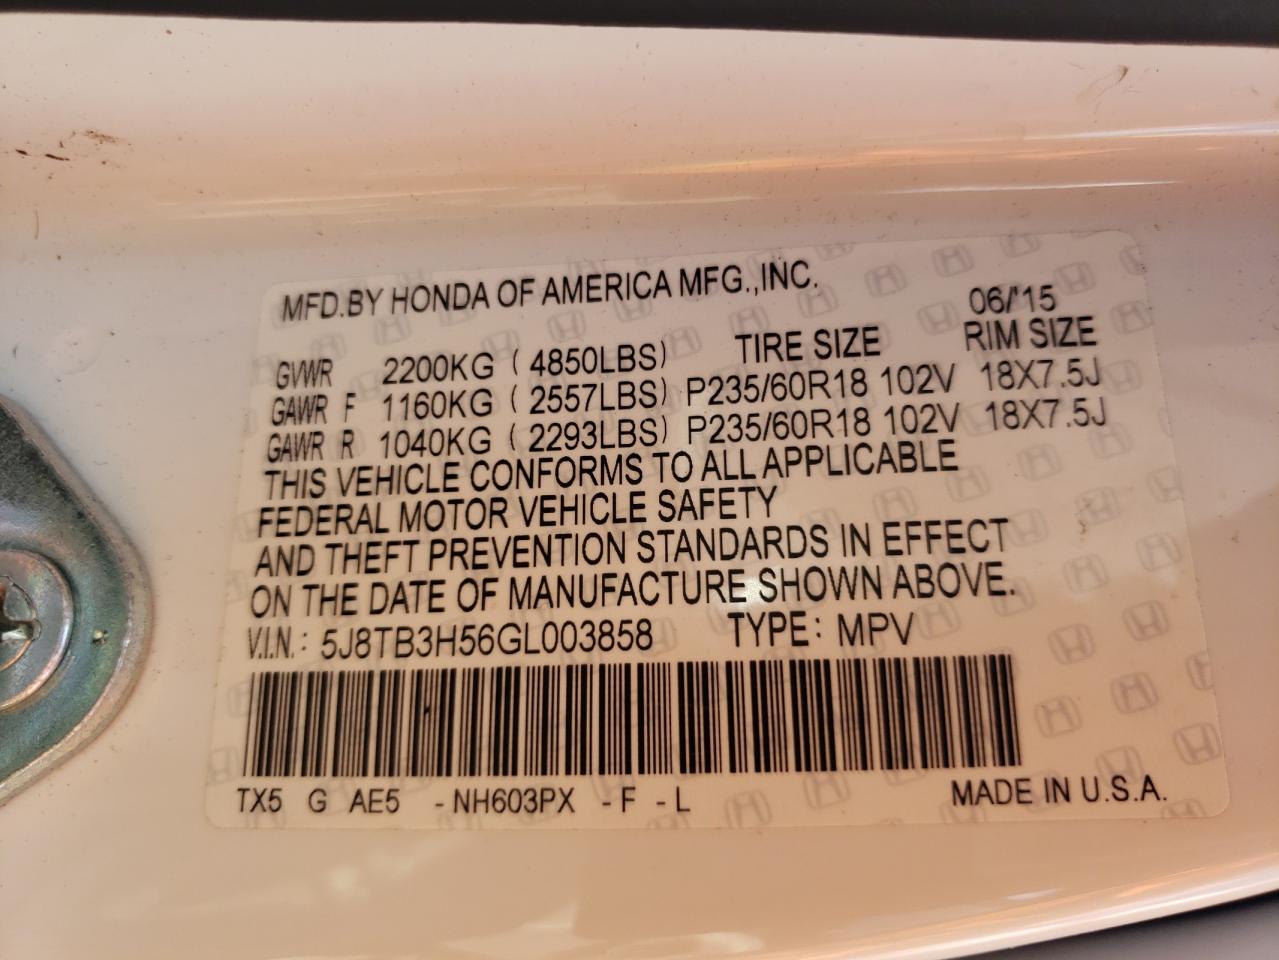 MFD.BY HONDA OF AMERICA MFG.,INC. 06/'15
TIRE SIZE RIM SIZE
GVWR 2200KG ( 4850LBS)
GAWR F 1160KG ( 2557LBS) P235/60R18 102V 18X7.5J
GAWR R 1040KG ( 2293LBS) P235/60R18 102V 18X7.5J
THIS VEHICLE CONFORMS TO ALL APPLICABLE
FEDERAL MOTOR VEHICLE SAFETY
AND THEFT PREVENTION STANDARDS IN EFFECT
ON THE DATE OF MANUFACTURE SHOWN ABOVE.
V.I.N.: 5J8TB3H56GL003858 TYPE: MPV
TX5 G AE5 -NH603PX -F -L MADE IN U.S.A.